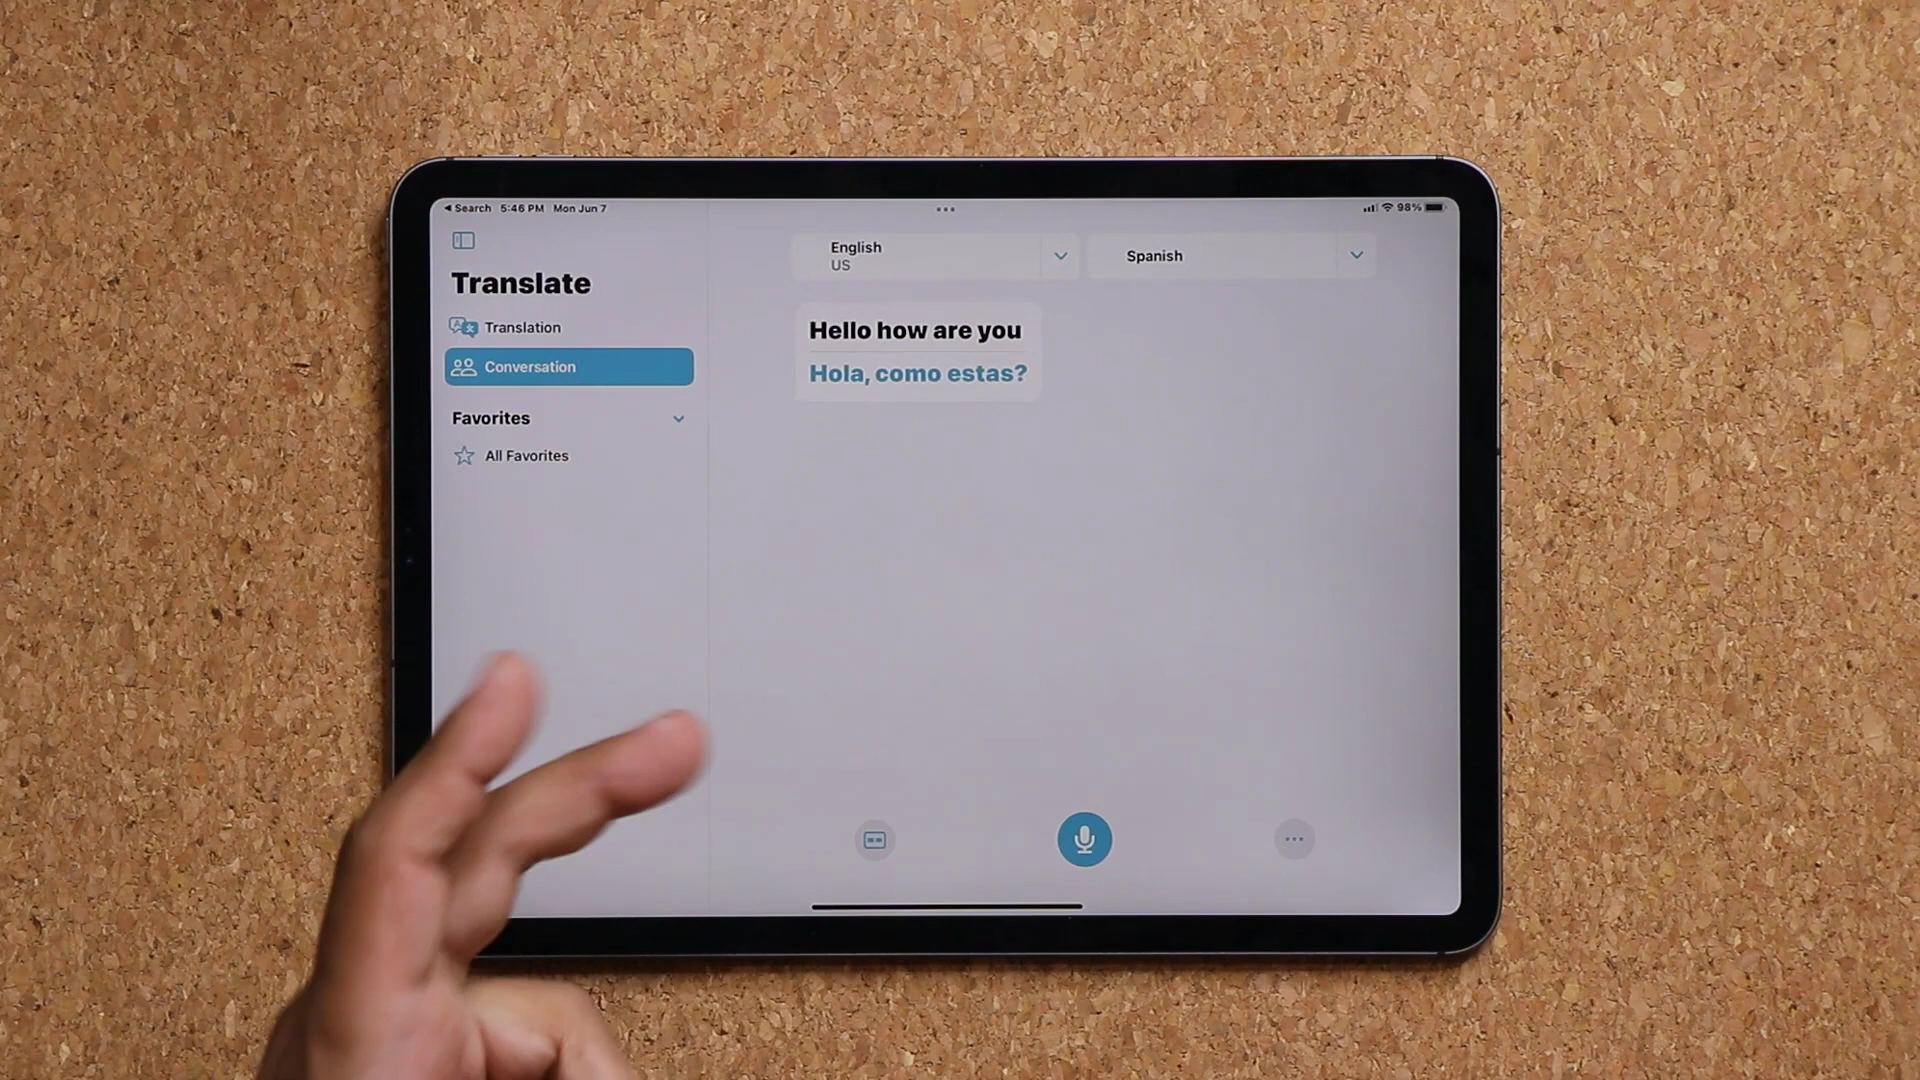 Search 5:46 PM Mon Jun 7
98%
Translate
Translation
Conversation
Favorites
All Favorites
English
US
Spanish
Hello how are you
Hola, como estas?